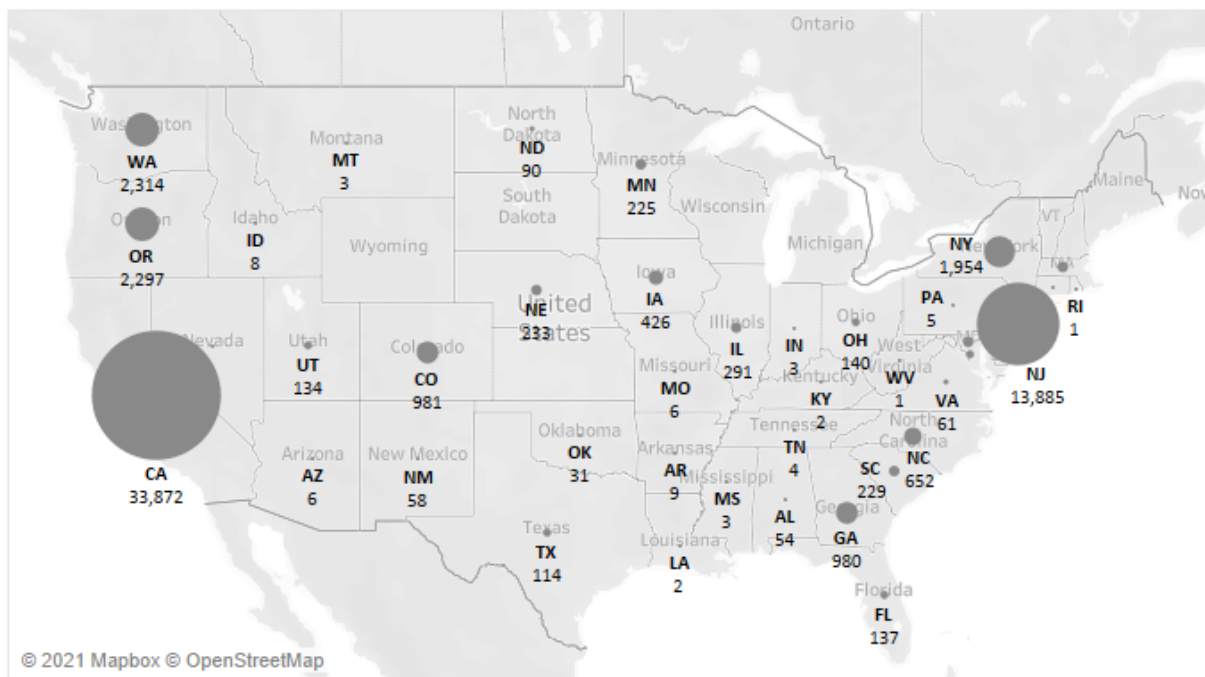 Ontario
Washington
WA
2,314
Montana
MT
3
North
Dakota
ND
90
Minnesota
MN
225
Maine
Oregon
OR
2,297
Idaho
ID
8
South
Dakota
Wisconsin
Wyoming
Michigan
VT
NY
New York
1,954
MA
Iowa
IA
426
NE
233
United
States
PA
5
RI
1
Nevada
Utah
UT
134
Colorado
CO
981
Illinois
IL
291
IN
3
Ohio
OH
140
West
Virginia
WV
1
VA
61
NJ
13,885
Missouri
MO
6
Kentucky
KY
2
CA
33,872
Arizona
AZ
6
New Mexico
NM
58
Oklahoma
OK
31
Arkansas
AR
9
Tennessee
TN
4
North
Carolina
NC
652
SC
229
Mississippi
MS
3
AL
54
Georgia
GA
980
Texas
TX
114
Louisiana
LA
2
Florida
FL
137
© 2021 Mapbox © OpenStreetMap